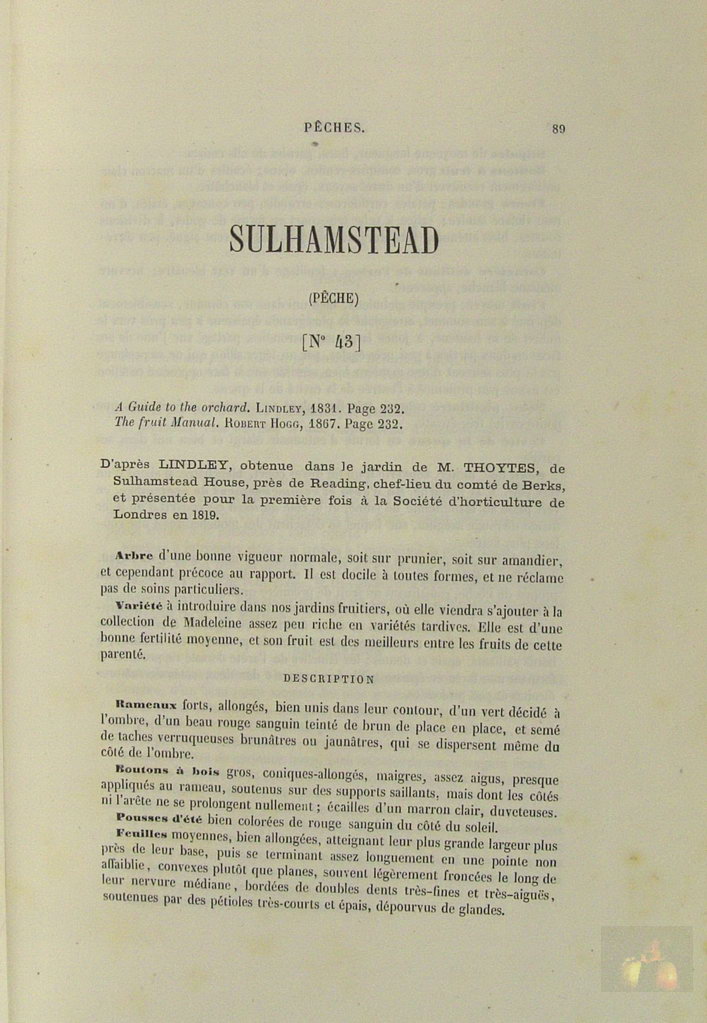 PÊCHES.
89
SULHAMSTEAD
(PÊCHE)
[N° 43]
A Guide to the orchard. LINDLEY, 1831. Page 232.
The fruit Manual. ROBERT HOGG, 1867. Page 232.
D'après LINDLEY, obtenue dans le jardin de M. THOYTES, de
Sulhamstead House, près de Reading, chef-lieu du comté de Berks,
et présentée pour la première fois à la Société d'horticulture de
Londres en 1819.
Arbre d'une bonne vigueur normale, soit sur prunier, soit sur amandier,
et cependant précoce au rapport. Il est docile à toutes formes, et ne réclame
pas de soins particuliers.
Variété à introduire dans nos jardins fruitiers, où elle viendra s'ajouter à la
collection de Madeleine assez peu riche en variétés tardives. Elle est d'une
bonne fertilité moyenne, et son fruit est des meilleurs entre les fruits de cette
parenté.
DESCRIPTION
Rameaux forts, allongés, bien unis dans leur contour, d'un vert décidé à
l'ombre, d'un beau rouge sanguin teinté de brun de place en place, et semé
de taches verruqueuses brunâtres ou jaunâtres, qui se dispersent même du
côté de l'ombre.
Boutons à bois gros, coniques-allongés, maigres, assez aigus, presque
appliqués au rameau, soutenus sur des supports saillants, mais dont les côtés
ni l'arête ne se prolongent nullement ; écailles d'un marron clair, duveteuses.
Pousses d'été bien colorées de rouge sanguin du côté du soleil.
Feuilles moyennes, bien allongées, atteignant leur plus grande largeur plus
près de leur base, puis se terminant assez longuement en une pointe non
affaiblie, convexes plutôt que planes, souvent légèrement froncées le long de
leur nervure médiane, bordées de doubles dents très-fines et très-aiguës,
soutenues par des pétioles très-courts et épais, dépourvus de glandes.